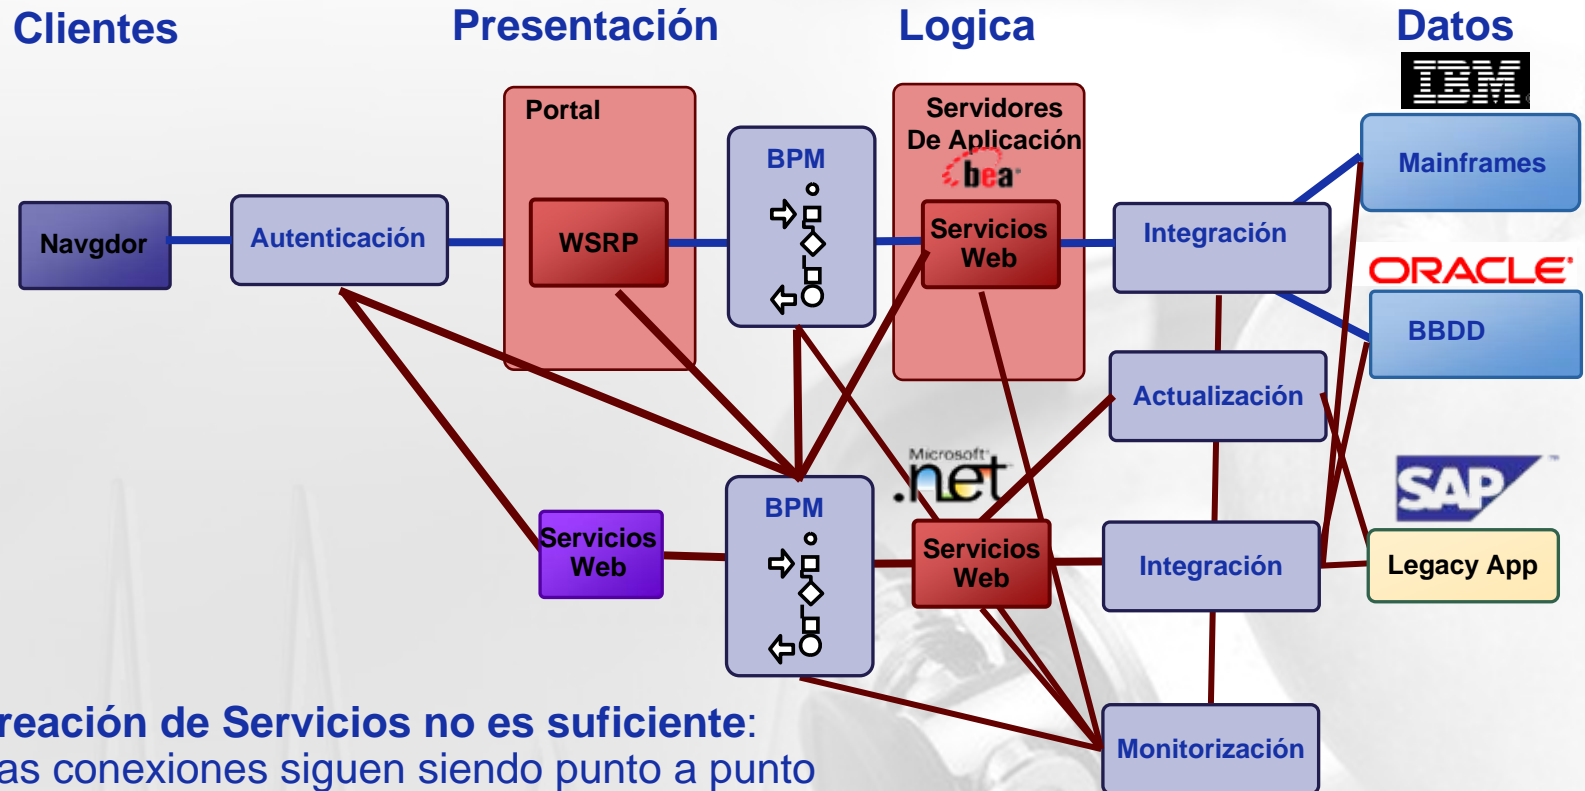 Clientes
Presentación
Logica
Datos
IBM
Portal
Servidores
De Aplicación
bea
BPM
Mainframes
Navgdor
Autenticación
WSRP
Servicios
Web
Integración
ORACLE
BBDD
Actualización
Microsoft
.net
SAP
BPM
Servicios
Web
Servicios
Web
Integración
Legacy App
reación de Servicios no es suficiente:
as conexiones siguen siendo punto a punto
Monitorización